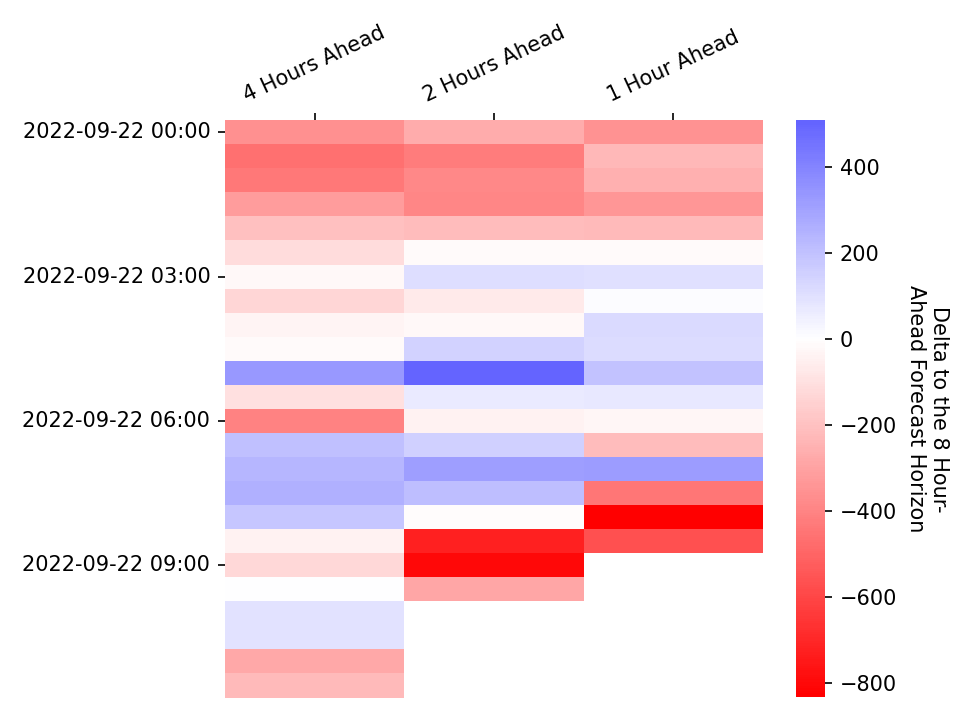 4 Hours Ahead
2 Hours Ahead
1 Hour Ahead
2022-09-22 00:00
2022-09-22 03:00
2022-09-22 06:00
2022-09-22 09:00
400
200
0
−200
−400
−600
−800
Delta to the 8 Hour-
Ahead Forecast Horizon